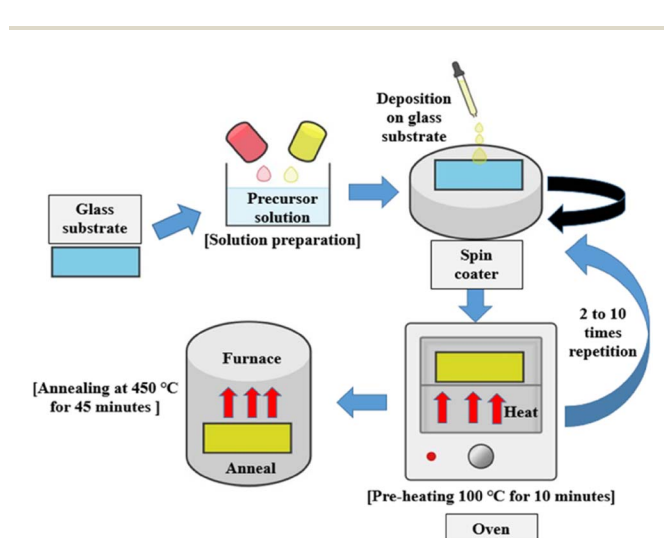 Glass
substrate
Precursor
solution
[Solution preparation]
Deposition
on glass
substrate
Spin
coater
2 to 10
times
repetition
Heat
[Pre-heating 100 °C for 10 minutes]
Oven
Furnace
Anneal
[Annealing at 450 °C
for 45 minutes ]